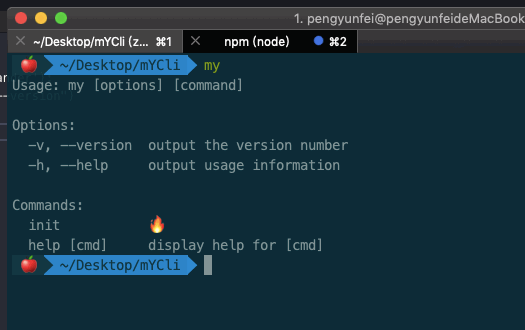 1. pengyunfei@pengyunfeideMacBook
× ~/Desktop/mYCli (z... ⌘1 × npm (node) ⌘2
🍎 ~/Desktop/mYCli my
Usage: my [options] [command]
Options:
-v, --version output the version number
-h, --help output usage information
Commands:
init 🔥
help [cmd] display help for [cmd]
🍎 ~/Desktop/mYCli